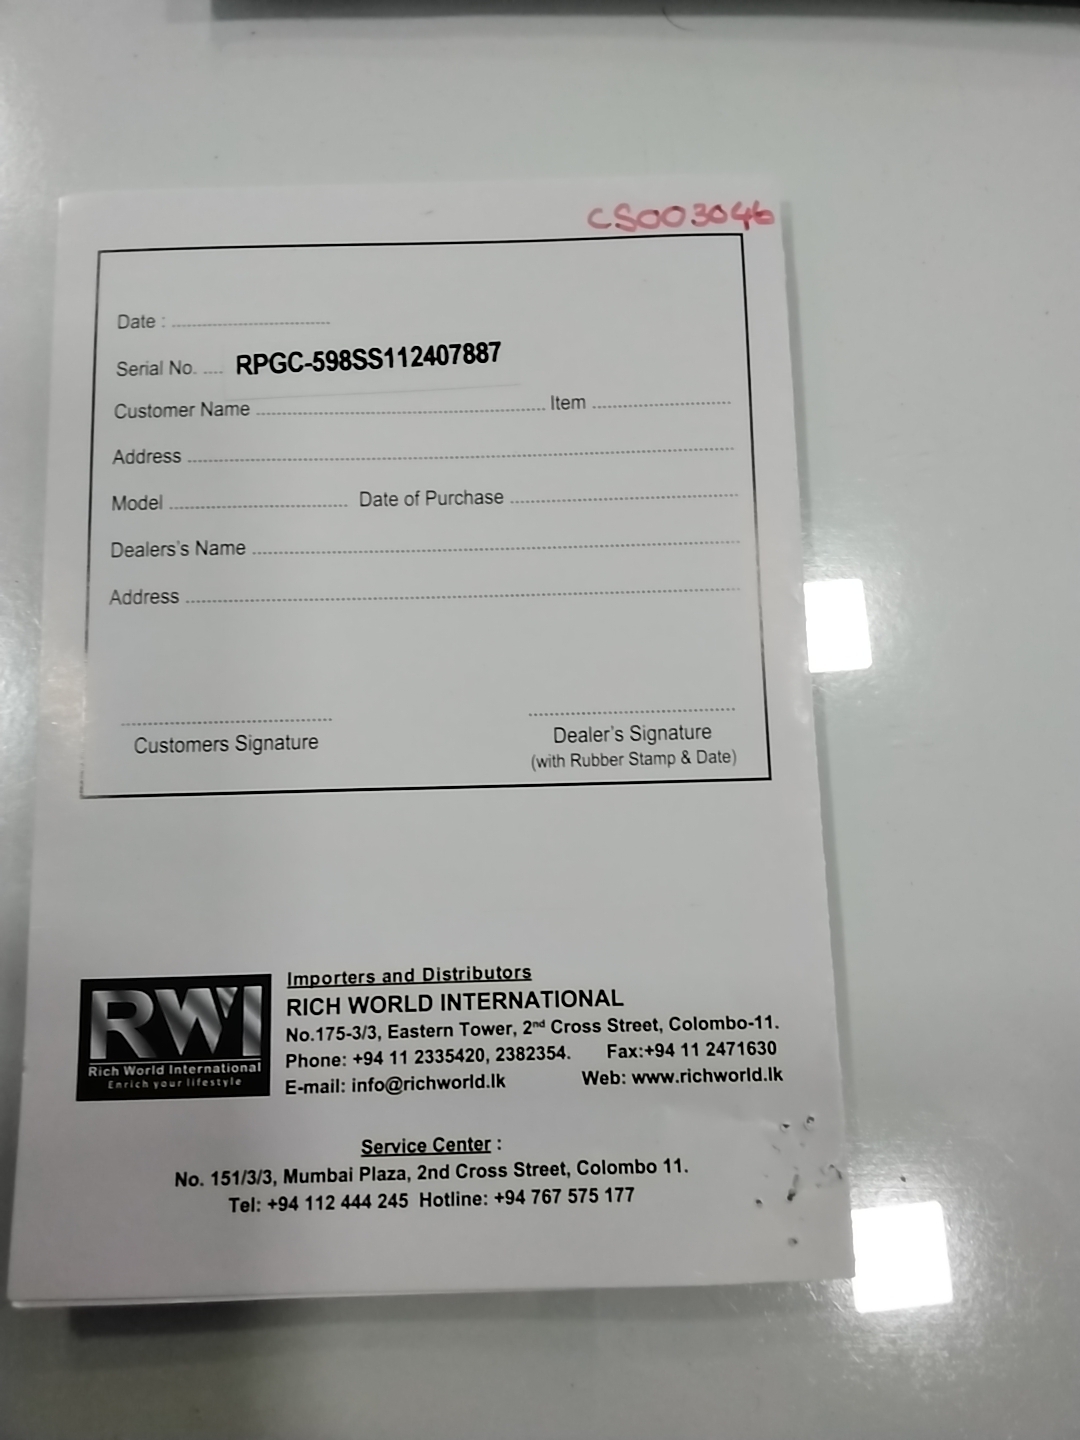 CS003046
Date : ................................
Serial No. .... RPGC-598SS112407887
Customer Name ............................................................ Item .............................
Address ........................................................................................................................
Model ...................................... Date of Purchase ..................................................
Dealers's Name ..........................................................................................................
Address ........................................................................................................................
............................................. ............................................
Customers Signature Dealer's Signature
(with Rubber Stamp & Date)
RWI
Rich World International
Enrich your lifestyle
Importers and Distributors
RICH WORLD INTERNATIONAL
No.175-3/3, Eastern Tower, 2nd Cross Street, Colombo-11.
Phone: +94 11 2335420, 2382354. Fax:+94 11 2471630
E-mail: info@richworld.lk Web: www.richworld.lk
Service Center :
No. 151/3/3, Mumbai Plaza, 2nd Cross Street, Colombo 11.
Tel: +94 112 444 245 Hotline: +94 767 575 177